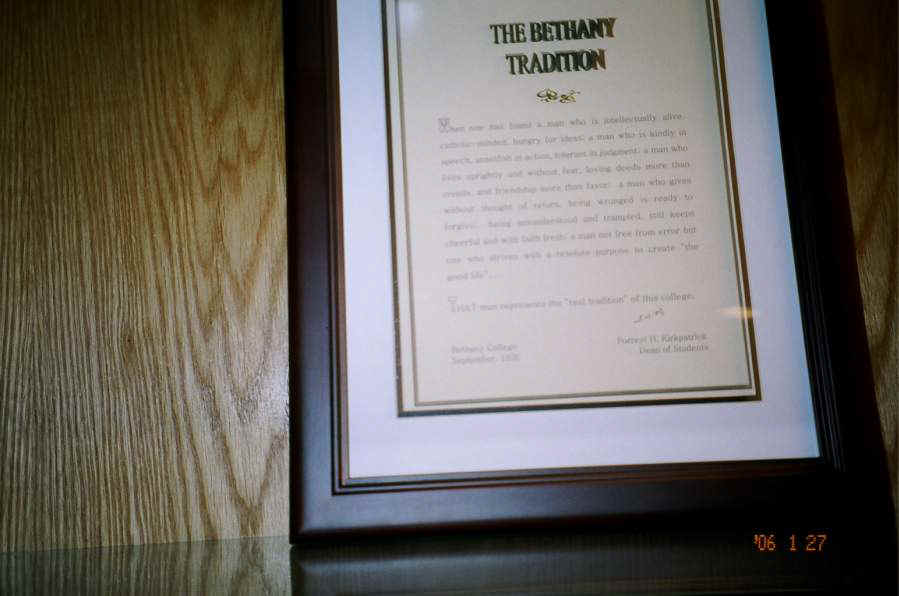 THE BETHANY
TRADITION
When one has found a man who is intellectually alive,
catholic-minded, hungry for ideas; a man who is kindly in
speech, unselfish in action, tolerant in judgment; a man who
lives uprightly and without fear, loving deeds more than
creeds, and friendship more than favor; a man who gives
without thought of return, being wronged is ready to
forgive; being misunderstood and trampled, still keeps
cheerful and with faith fresh; a man not free from error but
one who strives with a resolute purpose to create "the
good life"...
THAT man represents the "real tradition" of this college.
Forrest H. Kirkpatrick
Bethany College Dean of Students
September,
'06 1 27